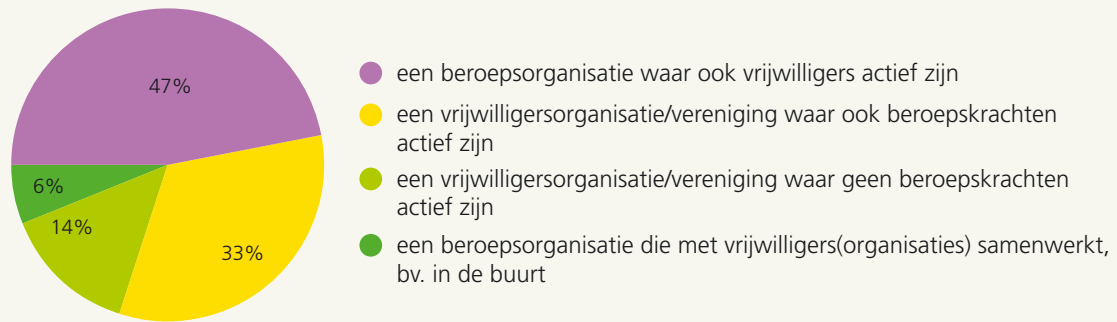 47%
6%
14%
33%
een beroepsorganisatie waar ook vrijwilligers actief zijn
een vrijwilligersorganisatie/vereniging waar ook beroepskrachten
actief zijn
een vrijwilligersorganisatie/vereniging waar geen beroepskrachten
actief zijn
een beroepsorganisatie die met vrijwilligers(organisaties) samenwerkt,
bv. in de buurt